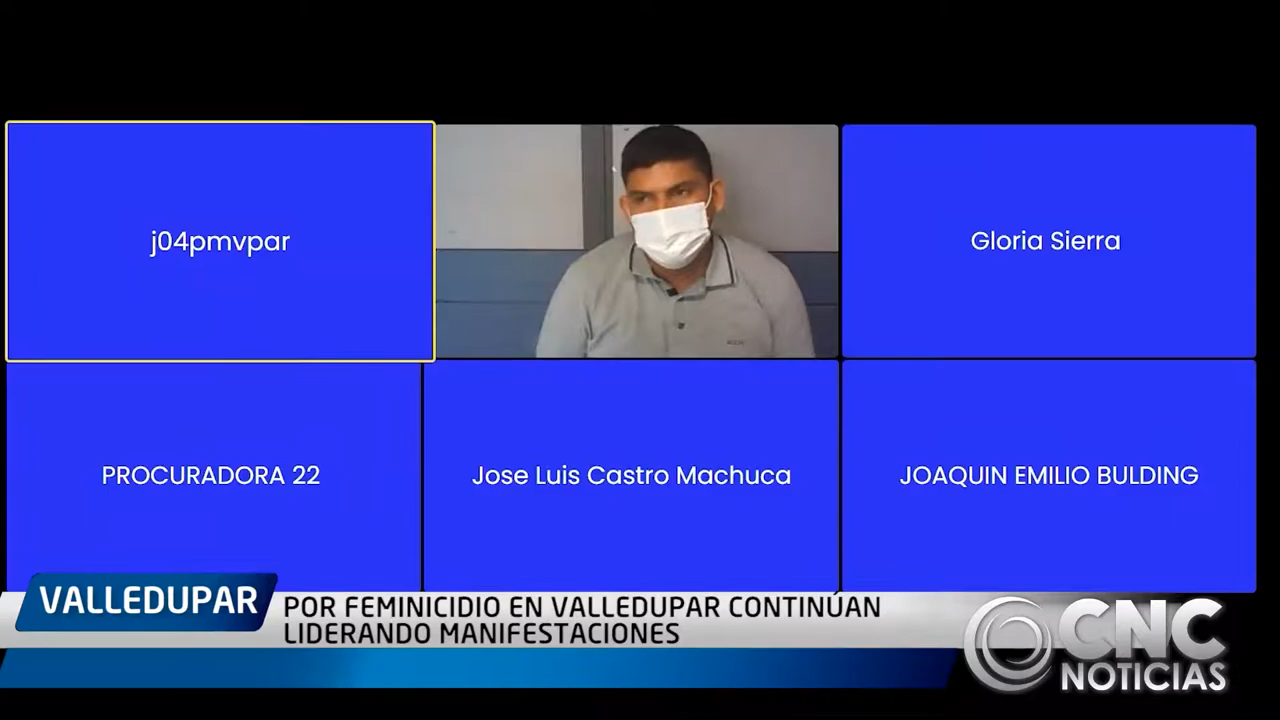 j04pmvpar
Gloria Sierra
PROCURADORA 22
Jose Luis Castro Machuca
JOAQUIN EMILIO BULDING
VALLEDUPAR
POR FEMINICIDIO EN VALLEDUPAR CONTINÚAN
LIDERANDO MANIFESTACIONES
CNC
NOTICIAS